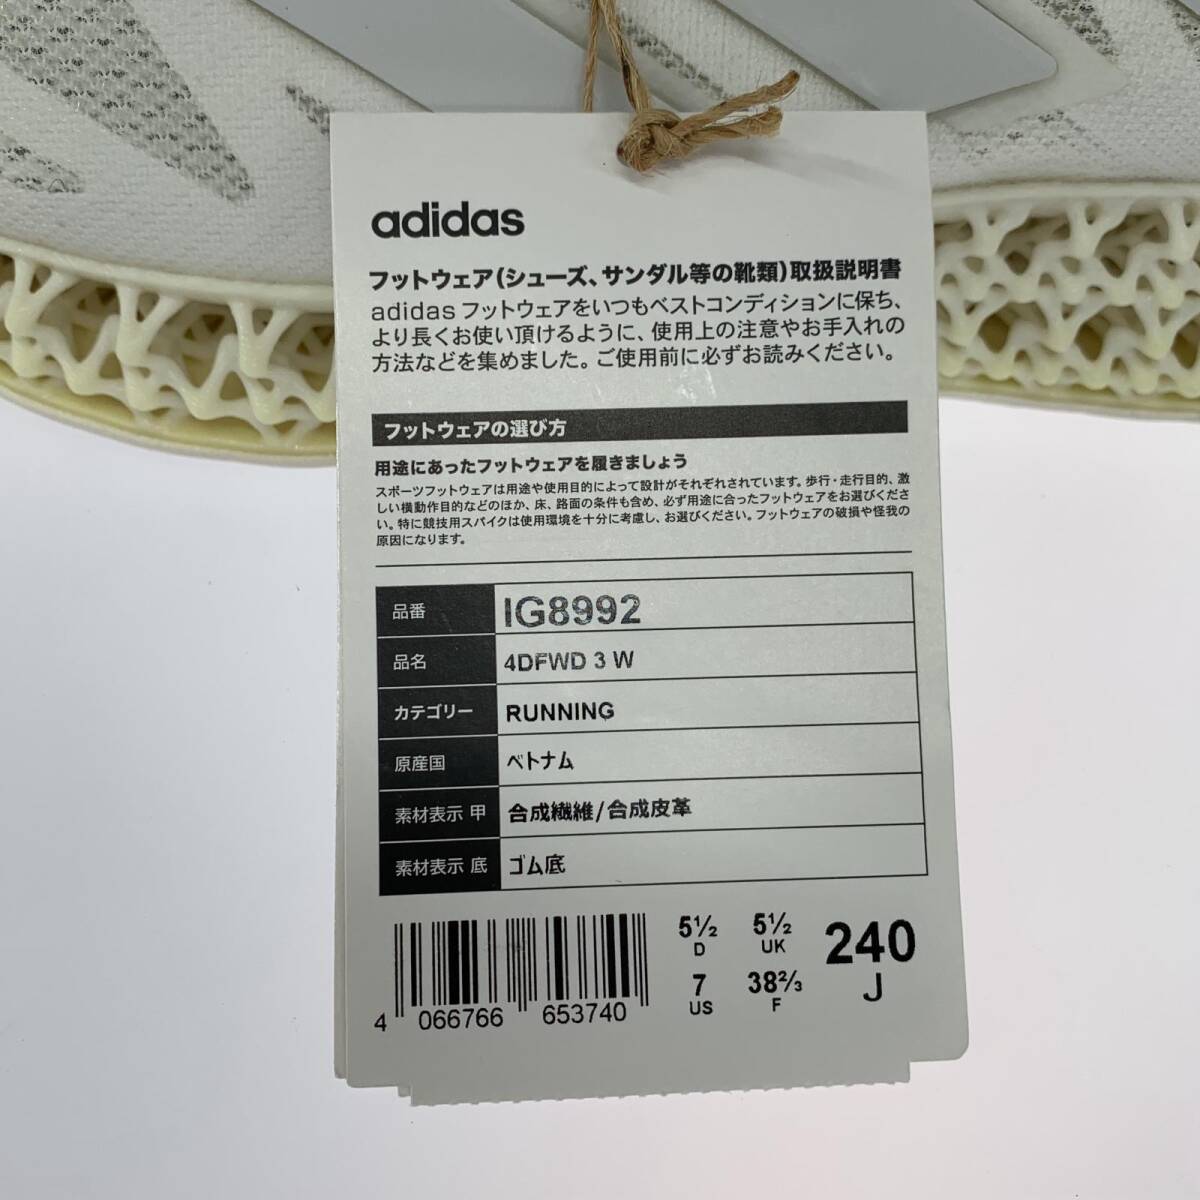 adidas
フットウェア(シューズ、サンダル等の靴類)取扱説明書
adidas フットウェアをいつもベストコンディションに保ち、
より長くお使い頂けるように、使用上の注意やお手入れの
方法などを集めました。ご使用前に必ずお読みください。
フットウェアの選び方
用途にあったフットウェアを履きましょう
スポーツフットウェアは用途や使用目的によって設計がそれぞれされています。歩行・走行目的、激
しい横動作目的などのほか、床、路面の条件も含め、必ず用途に合ったフットウェアをお選びくださ
い。特に競技用スパイクは使用環境を十分に考慮し、お選びください。フットウェアの破損や怪我の
原因になります。
品番 IG8992
品名 4DFWD 3 W
カテゴリー RUNNING
原産国 ベトナム
素材表示 甲 合成繊維/合成皮革
素材表示 底 ゴム底
5½ 5½ 240
D UK J
7 38⅔
US F
4 066766 653740